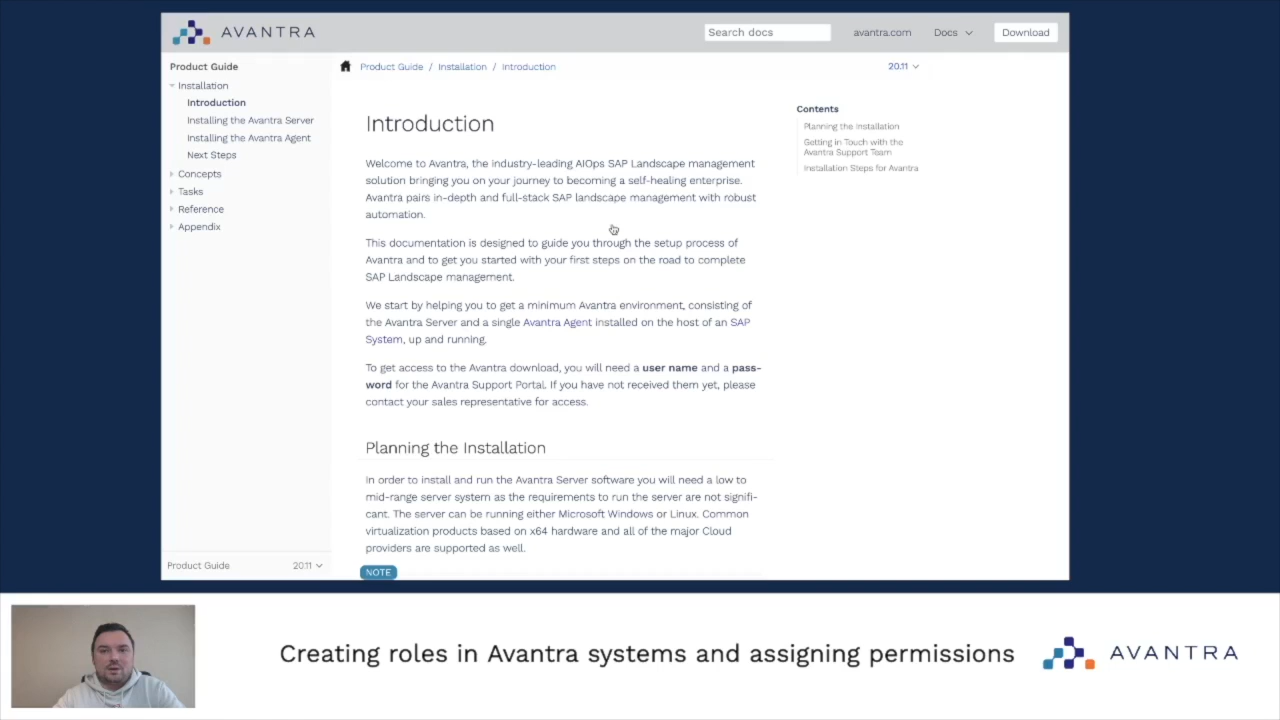 AVANTRA
Search docs
avantra.com
Docs
Download
Product Guide
Installation
Introduction
Installing the Avantra Server
Installing the Avantra Agent
Next Steps
Concepts
Tasks
Reference
Appendix
Product Guide
20.11
Product Guide / Installation / Introduction
20.11
Introduction
Welcome to Avantra, the industry-leading AIOps SAP Landscape management
solution bringing you on your journey to becoming a self-healing enterprise.
Avantra pairs in-depth and full-stack SAP landscape management with robust
automation.
This documentation is designed to guide you through the setup process of
Avantra and to get you started with your first steps on the road to complete
SAP Landscape management.
We start by helping you to get a minimum Avantra environment, consisting of
the Avantra Server and a single Avantra Agent installed on the host of an SAP
System, up and running.
To get access to the Avantra download, you will need a user name and a pass-
word for the Avantra Support Portal. If you have not received them yet, please
contact your sales representative for access.
Planning the Installation
In order to install and run the Avantra Server software you will need a low to
mid-range server system as the requirements to run the server are not signifi-
cant. The server can be running either Microsoft Windows or Linux. Common
virtualization products based on x64 hardware and all of the major Cloud
providers are supported as well.
NOTE
Contents
Planning the Installation
Getting in Touch with the
Avantra Support Team
Installation Steps for Avantra
Creating roles in Avantra systems and assigning permissions
AVANTRA